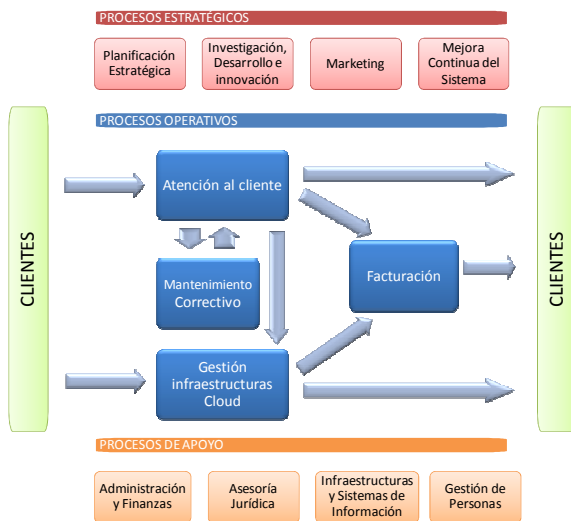 PROCESOS ESTRATÉGICOS
Planificación
Estratégica
Investigación,
Desarrollo e
innovación
Marketing
Mejora
Continua del
Sistema
PROCESOS OPERATIVOS
CLIENTES
Atención al cliente
Mantenimiento
Correctivo
Facturación
Gestión
infraestructuras
Cloud
CLIENTES
PROCESOS DE APOYO
Administración
y Finanzas
Asesoría
Jurídica
Infraestructuras
y Sistemas de
Información
Gestión de
Personas